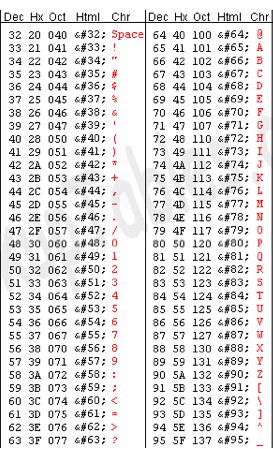 Dec Hx Oct Html Chr Dec Hx Oct Html Chr
32 20 040 &#32; Space 64 40 100 &#64; @
33 21 041 &#33; ! 65 41 101 &#65; A
34 22 042 &#34; " 66 42 102 &#66; B
35 23 043 &#35; # 67 43 103 &#67; C
36 24 044 &#36; $ 68 44 104 &#68; D
37 25 045 &#37; % 69 45 105 &#69; E
38 26 046 &#38; & 70 46 106 &#70; F
39 27 047 &#39; ' 71 47 107 &#71; G
40 28 050 &#40; ( 72 48 110 &#72; H
41 29 051 &#41; ) 73 49 111 &#73; I
42 2A 052 &#42; * 74 4A 112 &#74; J
43 2B 053 &#43; + 75 4B 113 &#75; K
44 2C 054 &#44; , 76 4C 114 &#76; L
45 2D 055 &#45; - 77 4D 115 &#77; M
46 2E 056 &#46; . 78 4E 116 &#78; N
47 2F 057 &#47; / 79 4F 117 &#79; O
48 30 060 &#48; 0 80 50 120 &#80; P
49 31 061 &#49; 1 81 51 121 &#81; Q
50 32 062 &#50; 2 82 52 122 &#82; R
51 33 063 &#51; 3 83 53 123 &#83; S
52 34 064 &#52; 4 84 54 124 &#84; T
53 35 065 &#53; 5 85 55 125 &#85; U
54 36 066 &#54; 6 86 56 126 &#86; V
55 37 067 &#55; 7 87 57 127 &#87; W
56 38 070 &#56; 8 88 58 130 &#88; X
57 39 071 &#57; 9 89 59 131 &#89; Y
58 3A 072 &#58; : 90 5A 132 &#90; Z
59 3B 073 &#59; ; 91 5B 133 &#91; [
60 3C 074 &#60; < 92 5C 134 &#92; \
61 3D 075 &#61; = 93 5D 135 &#93; ]
62 3E 076 &#62; > 94 5E 136 &#94; ^
63 3F 077 &#63; ? 95 5F 137 &#95; _